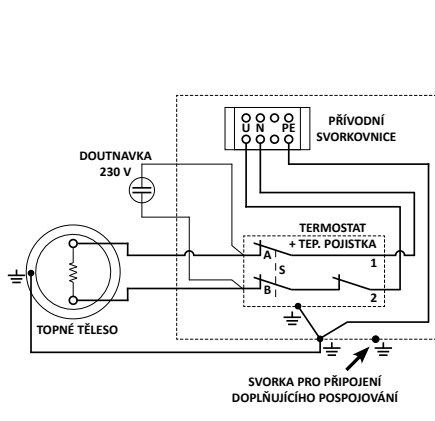 U N PE
PŘÍVODNÍ
SVORKOVNICE
DOUTNAVKA
230 V
TERMOSTAT
+ TEP. POJISTKA
A
1
S
B
2
TOPNÉ TĚLESO
SVORKA PRO PŘIPOJENÍ
DOPLŇUJÍCÍHO POSPOJOVÁNÍ